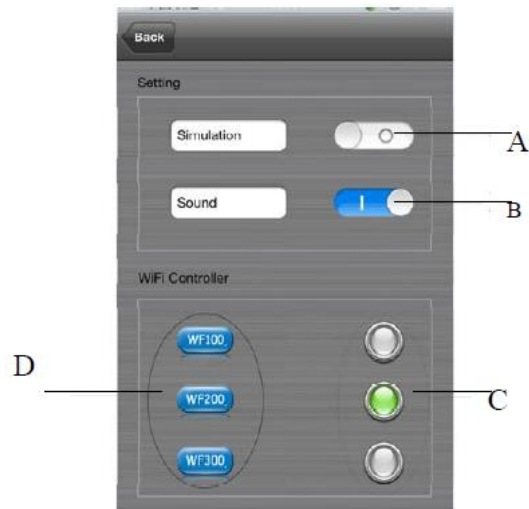 Back
Setting
Simulation
A
Sound
B
WiFi Controller
WF100
D
WF200
C
WF300